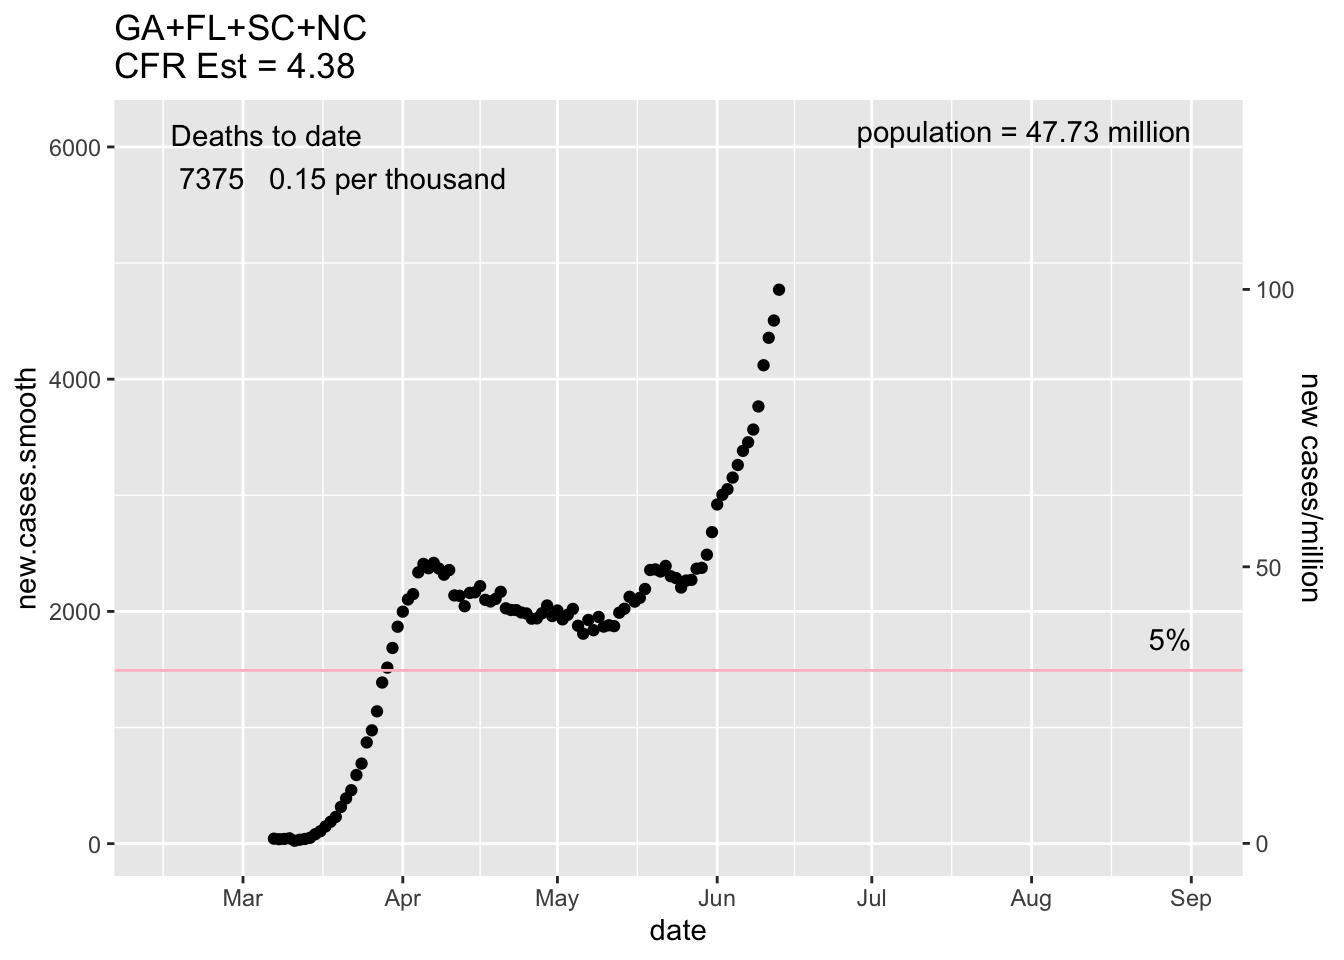 GA+FL+SC+NC
CFR Est = 4.38
Deaths to date
7375 0.15 per thousand
population = 47.73 million
6000
4000
2000
0
new.cases.smooth
100
50
0
new cases/million
5%
Mar Apr May Jun Jul Aug Sep
date